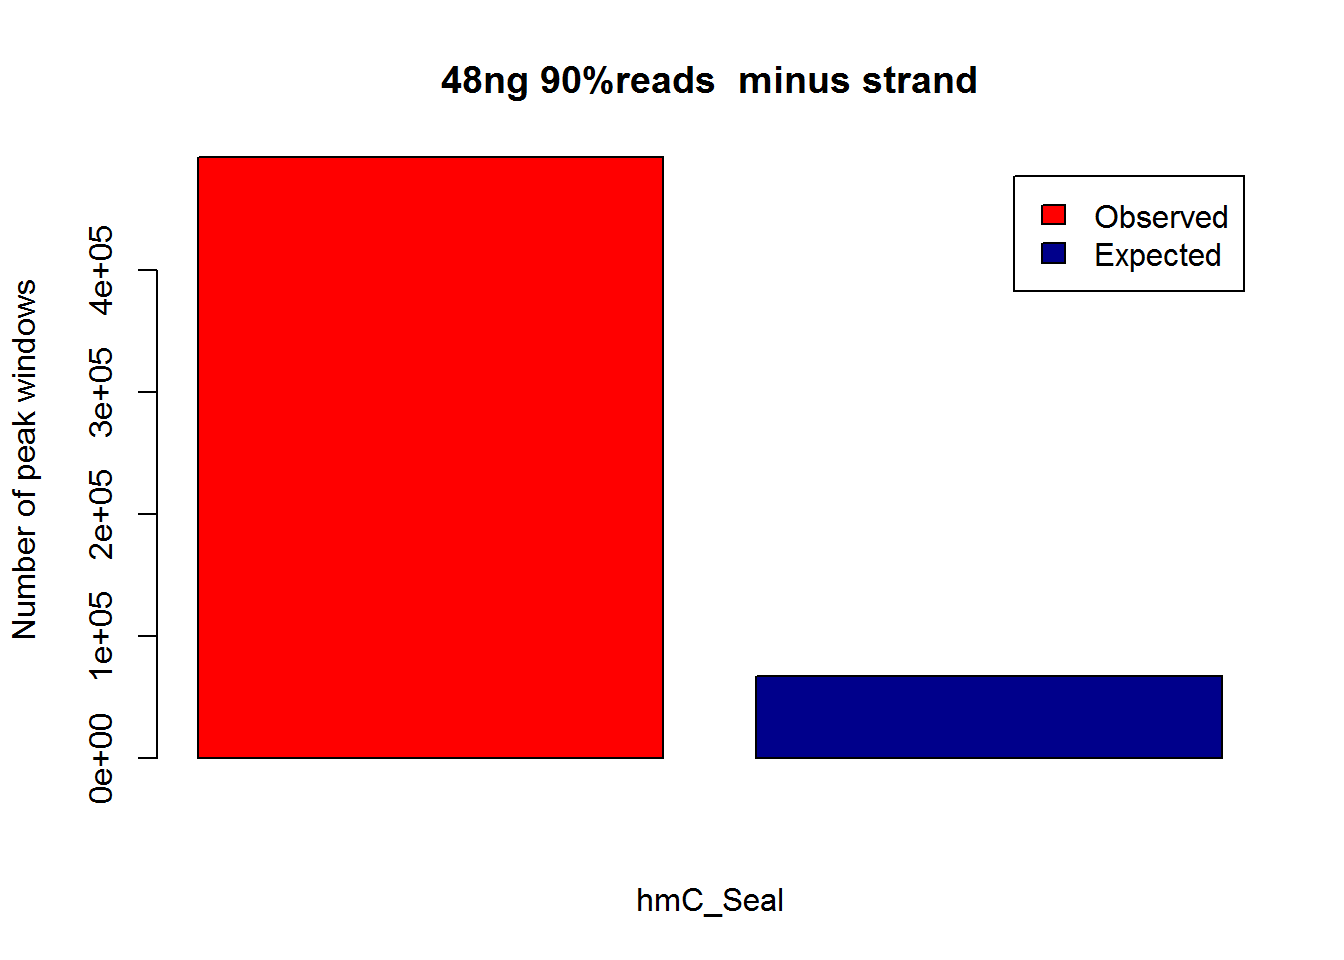 48ng 90%reads  minus strand
Observed
Expected
Number of peak windows
4e+05
3e+05
2e+05
1e+05
0e+00
hmC_Seal